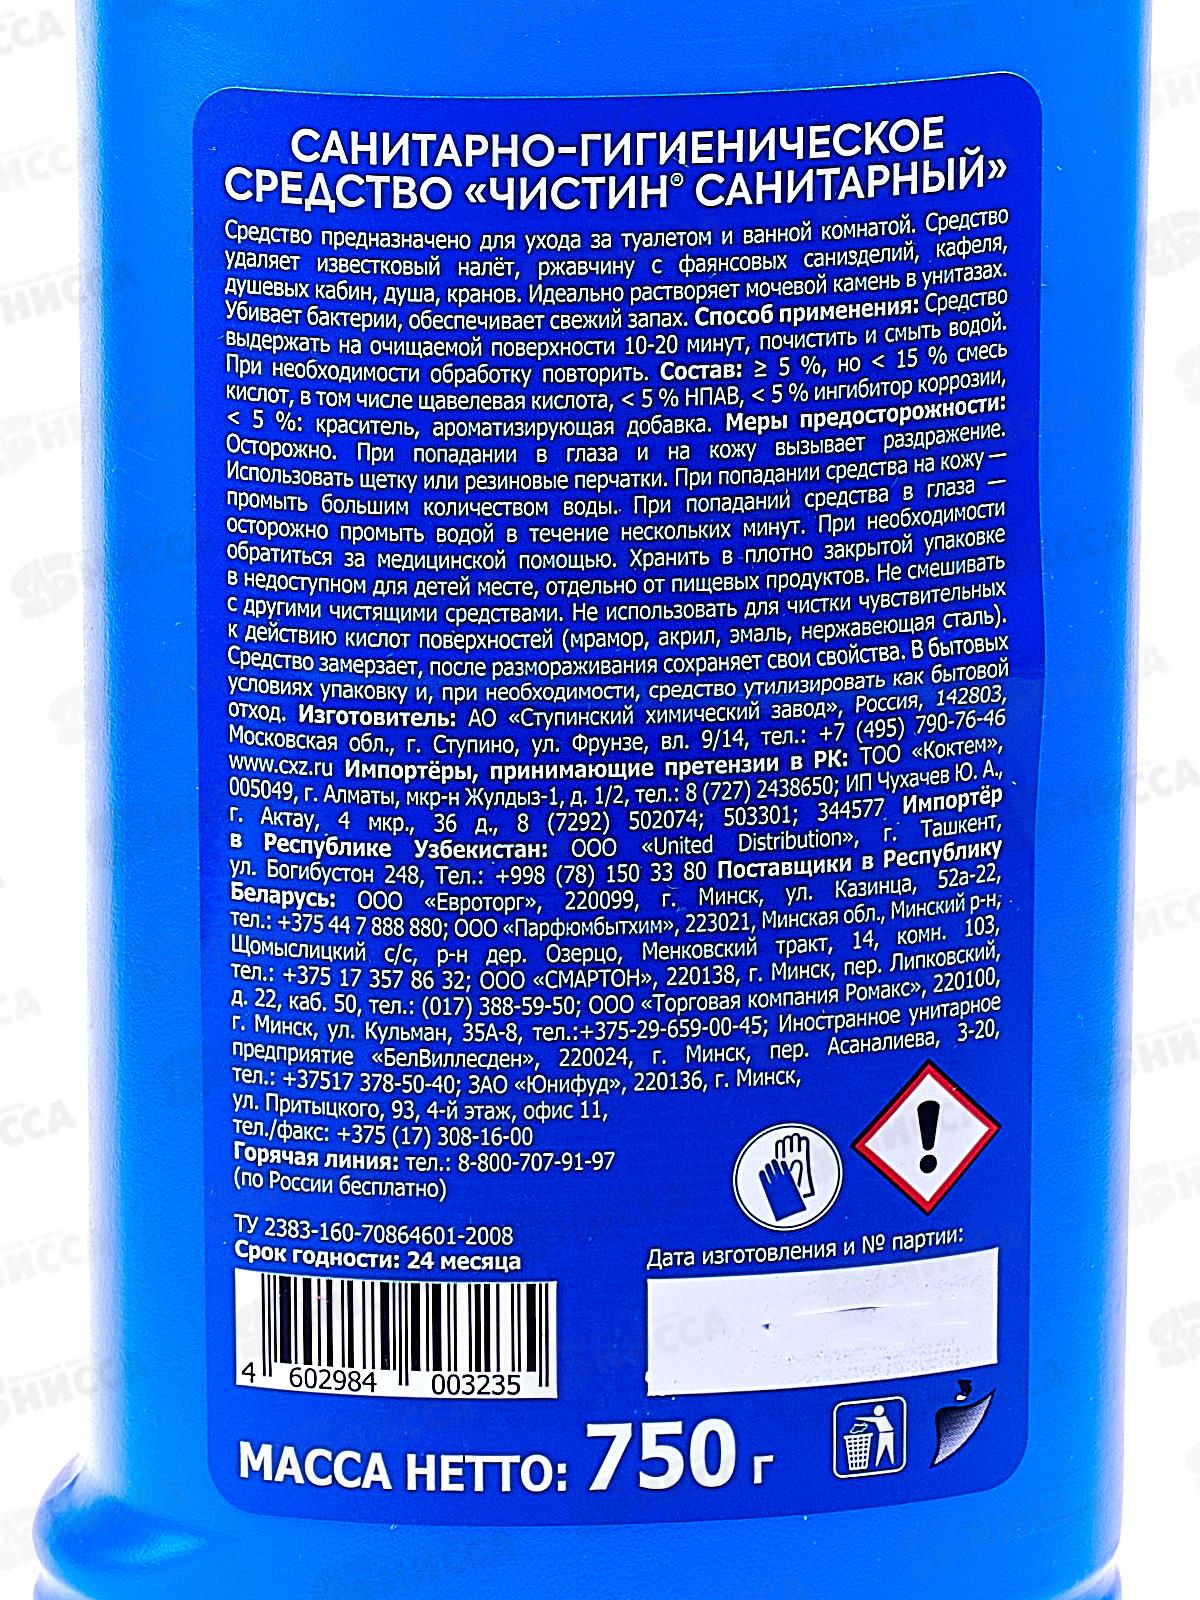 САНИТАРНО-ГИГИЕНИЧЕСКОЕ
СРЕДСТВО «ЧИСТИН® САНИТАРНЫЙ»
Средство предназначено для ухода за туалетом и ванной комнатой. Средство
удаляет известковый налёт, ржавчину с фаянсовых санизделий, кафеля,
душевых кабин, душа, кранов. Идеально растворяет мочевой камень в унитазах.
Убивает бактерии, обеспечивает свежий запах. Способ применения: Средство
выдержать на очищаемой поверхности 10-20 минут, почистить и смыть водой.
При необходимости обработку повторить. Состав: ≥ 5 %, но < 15 % смесь
кислот, в том числе щавелевая кислота, < 5 % НПАВ, < 5 % ингибитор коррозии,
< 5 %: краситель, ароматизирующая добавка. Меры предосторожности:
Осторожно. При попадании в глаза и на кожу вызывает раздражение.
Использовать щетку или резиновые перчатки. При попадании средства на кожу —
промыть большим количеством воды. При попаданий средства в глаза —
осторожно промыть водой в течение нескольких минут. При необходимости
обратиться за медицинской помощью. Хранить в плотно закрытой упаковке
в недоступном для детей месте, отдельно от пищевых продуктов. Не смешивать
с другими чистящими средствами. Не использовать для чистки чувствительных
к действию кислот поверхностей (мрамор, акрил, эмаль, нержавеющая сталь).
Средство замерзает, после размораживания сохраняет свои свойства. В бытовых
условиях упаковку и, при необходимости, средство утилизировать как бытовой
отход. Изготовитель: АО «Ступинский химический завод», Россия, 142803,
Московская обл., г. Ступино, ул. Фрунзе, вл. 9/14, тел.: +7 (495) 790-76-46
www.cxz.ru Импортёры, принимающие претензии в РК: ТОО «Коктем»,
005049, г. Алматы, мкр-н Жулдыз-1, д. 1/2, тел.: 8 (727) 2438650; ИП Чухачев Ю. А.,
г. Актау, 4 мкр., 36 д., 8 (7292) 502074; 503301; 344577 Импортёр
в Республике Узбекистан: ООО «United Distribution», г. Ташкент,
ул. Богибустон 248, Тел.: +998 (78) 150 33 80 Поставщики в Республику
Беларусь: ООО «Евроторг», 220099, г. Минск, ул. Казинца, 52а-22,
тел.: +375 44 7 888 880; ООО «Парфюмбытхим», 223021, Минская обл., Минский р-н,
Щомыслицкий с/с, р-н дер. Озерцо, Менковский тракт, 14, комн. 103,
тел.: +375 17 357 86 32; ООО «СМАРТОН», 220138, г. Минск, пер. Липковский,
д. 22, каб. 50, тел.: (017) 388-59-50; ООО «Торговая компания Ромакс», 220100,
г. Минск, ул. Кульман, 35А-8, тел.:+375-29-659-00-45; Иностранное унитарное
предприятие «БелВиллесден», 220024, г. Минск, пер. Асаналиева, 3-20,
тел.: +37517 378-50-40; ЗАО «Юнифуд», 220136, г. Минск,
ул. Притыцкого, 93, 4-й этаж, офис 11,
тел./факс: +375 (17) 308-16-00
Горячая линия: тел.: 8-800-707-91-97
(по России бесплатно)
ТУ 2383-160-70864601-2008
Срок годности: 24 месяца
Дата изготовления и № партии:
4 602984 003235
МАССА НЕТТО: 750 г